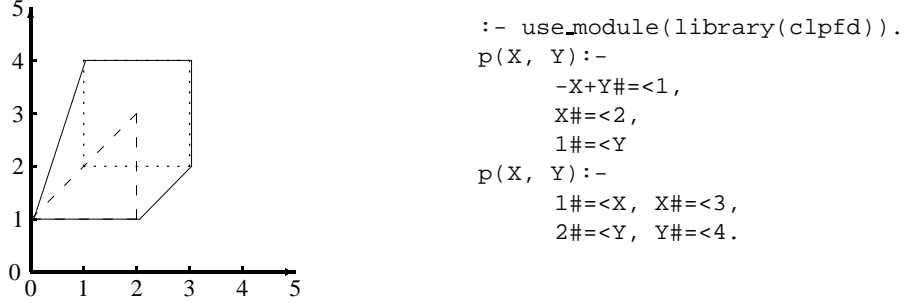 5
4
3
2
1
0
0 1 2 3 4 5
:- use_module(library(clpfd)).
p(X, Y):-
-X+Y#=<1,
X#=<2,
1#=<Y
p(X, Y):-
1#=<X, X#=<3,
2#=<Y, Y#=<4.